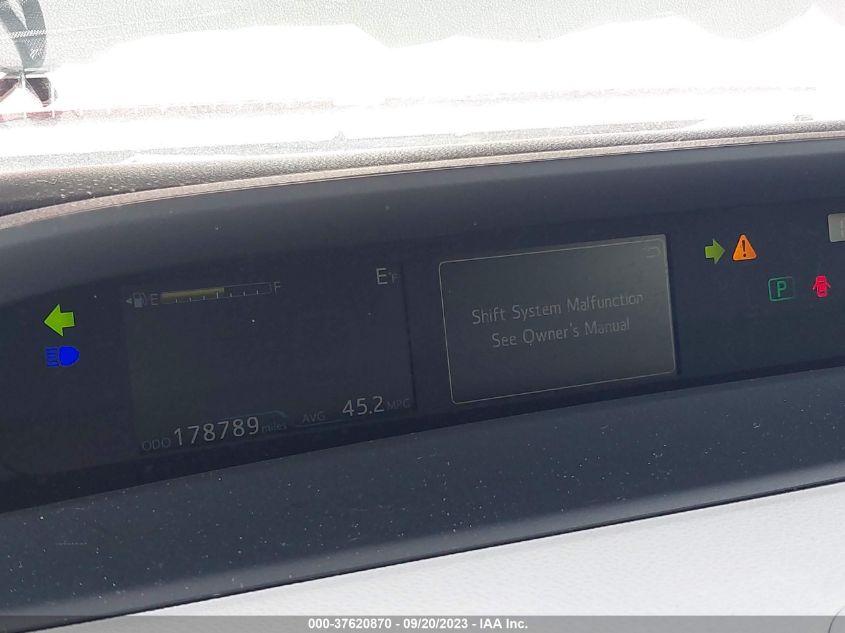 E F
E°F
Shift System Malfunction
See Owner's Manual
P
ODO 178789 miles
AVG 45.2 MPG
000-37620870 - 09/20/2023 - IAA Inc.